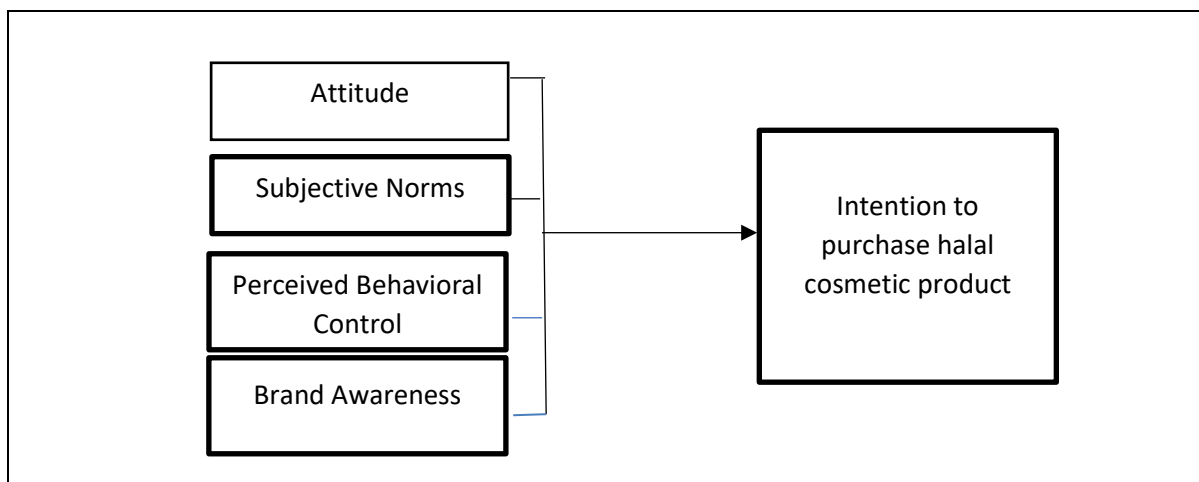 Attitude
Subjective Norms
Perceived Behavioral
Control
Brand Awareness
Intention to
purchase halal
cosmetic product